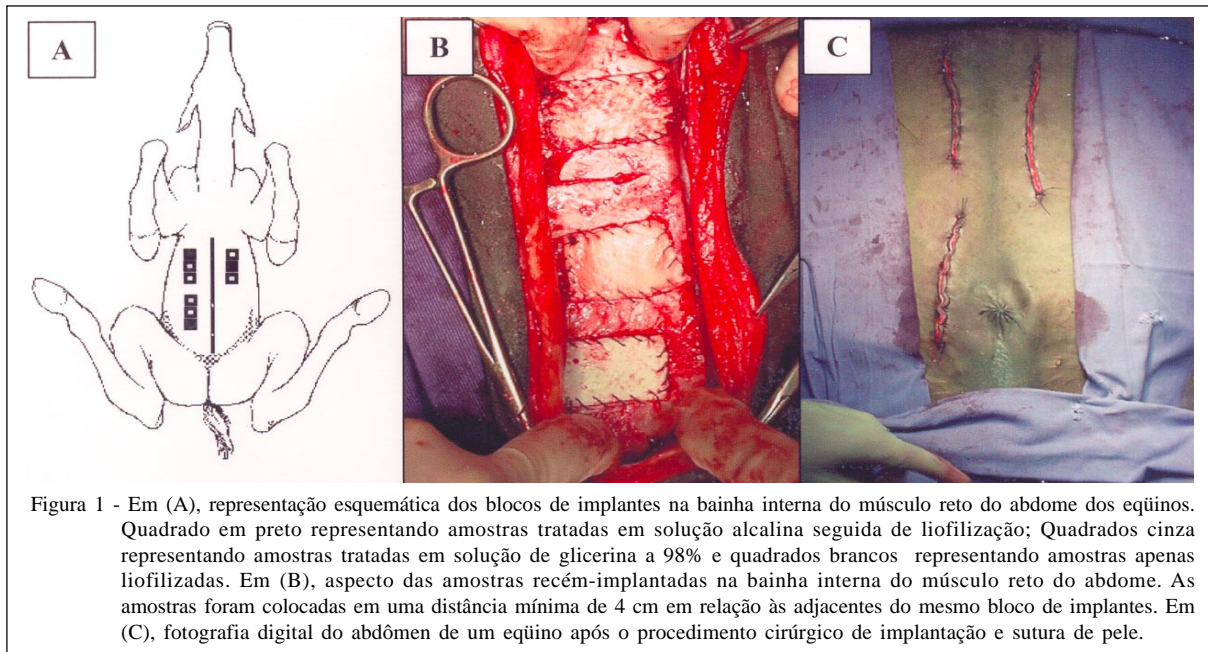 A
B
C
Figura 1 - Em (A), representação esquemática dos blocos de implantes na bainha interna do músculo reto do abdome dos eqüinos.
Quadrado em preto representando amostras tratadas em solução alcalina seguida de liofilização; Quadrados cinza
representando amostras tratadas em solução de glicerina a 98% e quadrados brancos representando amostras apenas
liofilizadas. Em (B), aspecto das amostras recém-implantadas na bainha interna do músculo reto do abdome. As
amostras foram colocadas em uma distância mínima de 4 cm em relação às adjacentes do mesmo bloco de implantes. Em
(C), fotografia digital do abdômen de um eqüino após o procedimento cirúrgico de implantação e sutura de pele.